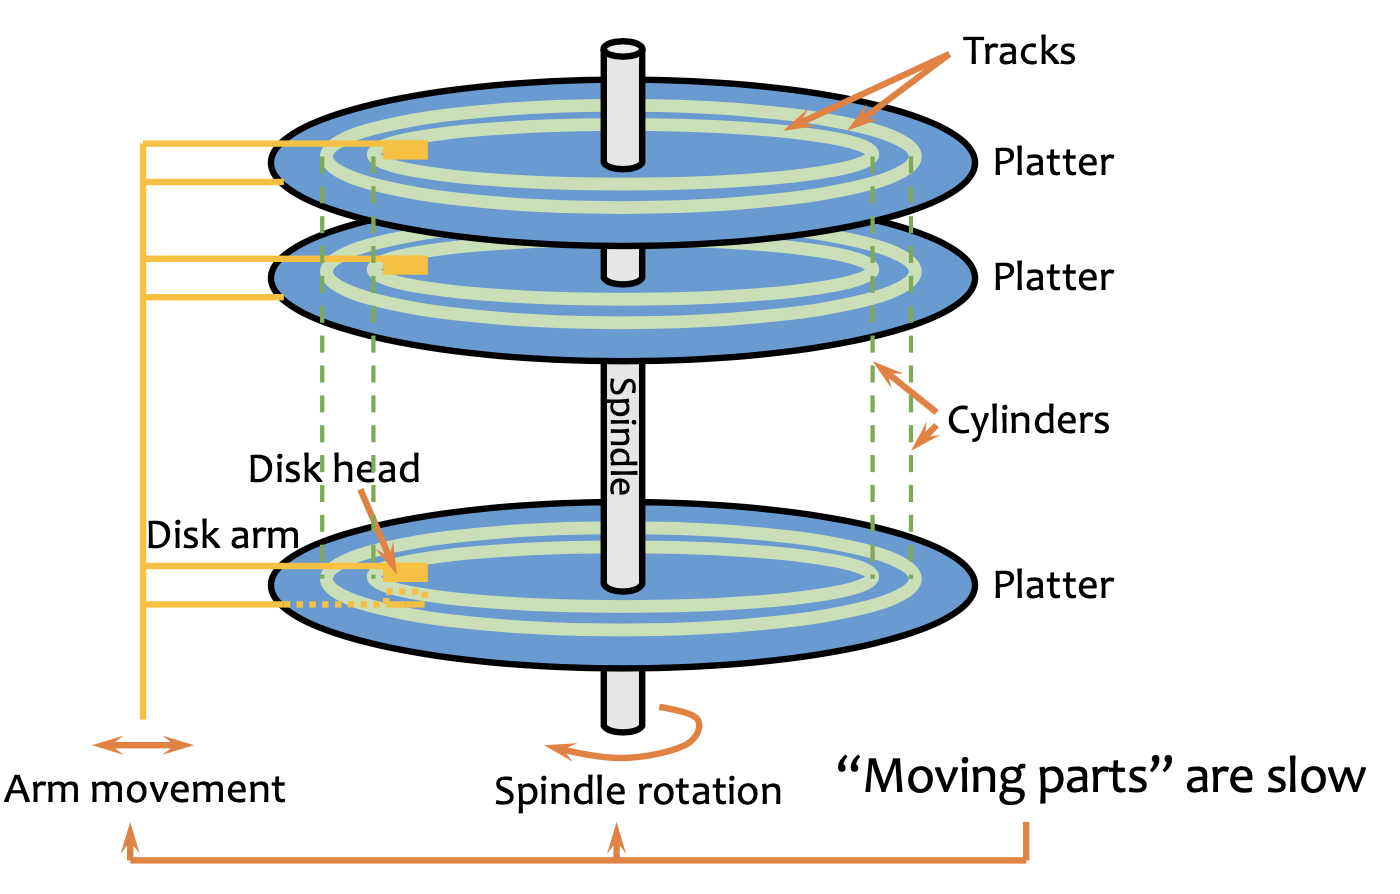 Tracks
Platter
Platter
Spindle
Cylinders
Disk head
Disk arm
Platter
Arm movement
Spindle rotation
“Moving parts” are slow